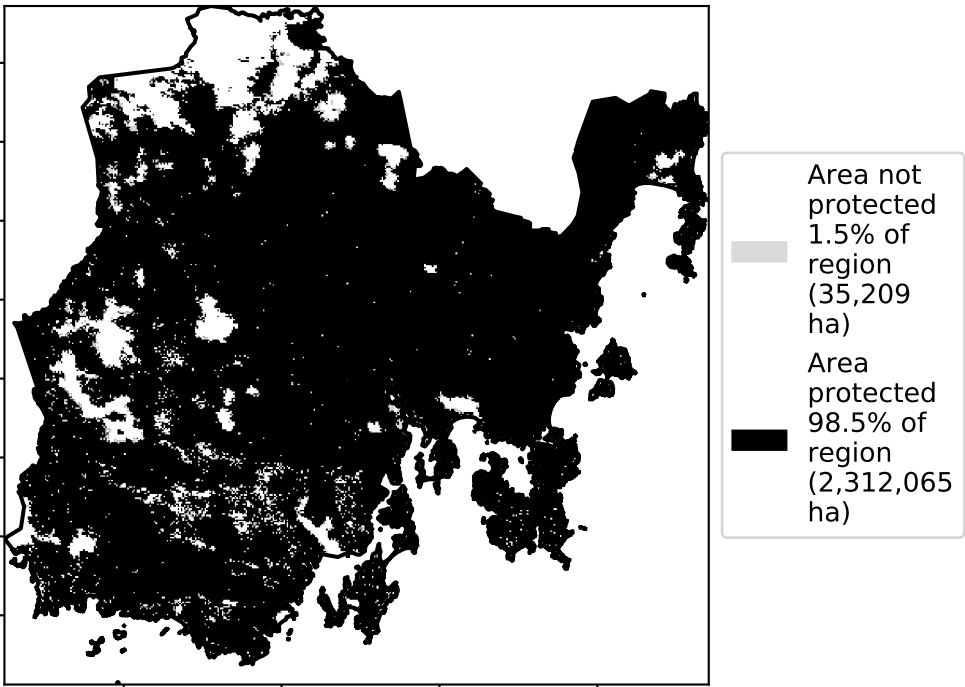 Area not
protected
1.5% of
region
(35,209
ha)
Area
protected
98.5% of
region
(2,312,065
ha)